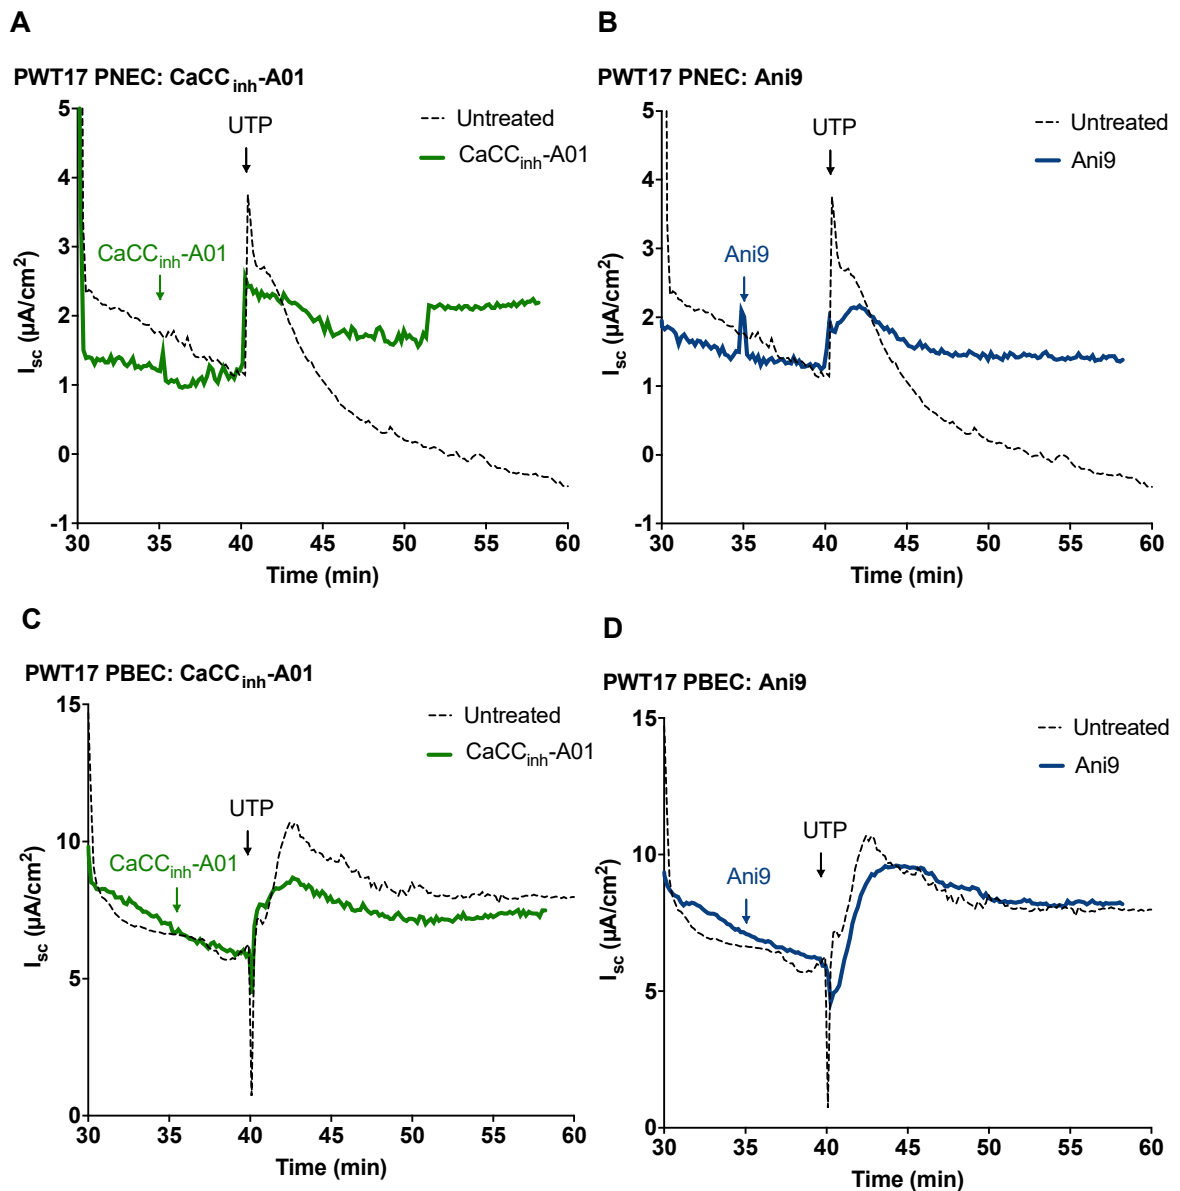 A
PWT17 PNEC: CaCCinh-A01
Untreated
CaCCinh-A01
UTP
CaCCinh-A01
5
4
3
2
1
0
-1
Isc (µA/cm2)
30 35 40 45 50 55 60
Time (min)
B
PWT17 PNEC: Ani9
Untreated
Ani9
UTP
Ani9
5
4
3
2
1
0
-1
Isc (µA/cm2)
30 35 40 45 50 55 60
Time (min)
C
PWT17 PBEC: CaCCinh-A01
Untreated
CaCCinh-A01
UTP
CaCCinh-A01
15
10
5
0
Isc (µA/cm2)
30 35 40 45 50 55 60
Time (min)
D
PWT17 PBEC: Ani9
Untreated
Ani9
UTP
Ani9
15
10
5
0
Isc (µA/cm2)
30 35 40 45 50 55 60
Time (min)